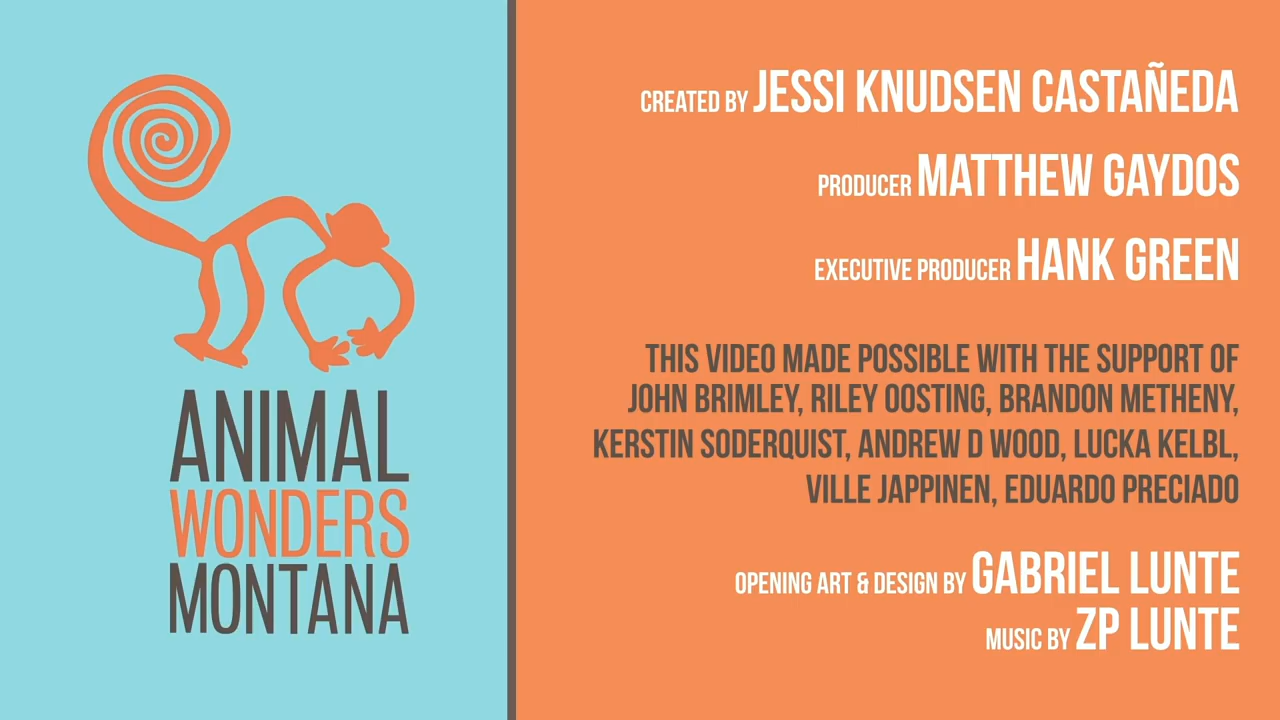 ANIMAL
WONDERS
MONTANA
CREATED BY JESSI KNUDSEN CASTAÑEDA
PRODUCER MATTHEW GAYDOS
EXECUTIVE PRODUCER HANK GREEN
THIS VIDEO MADE POSSIBLE WITH THE SUPPORT OF
JOHN BRIMLEY, RILEY OOSTING, BRANDON METHENY,
KERSTIN SODERQUIST, ANDREW D WOOD, LUCKA KELBL,
VILLE JAPPINEN, EDUARDO PRECIADO
OPENING ART & DESIGN BY GABRIEL LUNTE
MUSIC BY ZP LUNTE